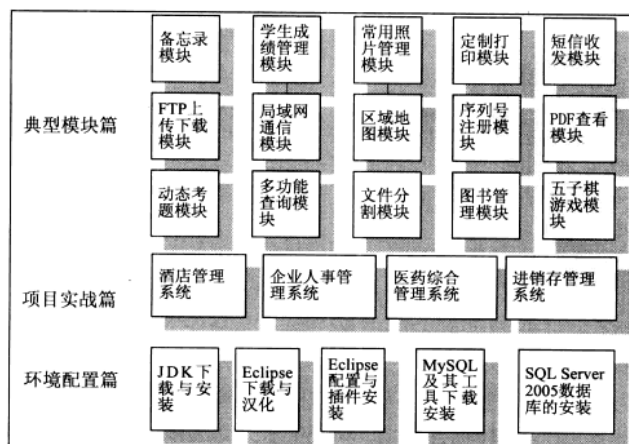 备忘录
模块
学生成
绩管理
模块
常用照
片管理
模块
定制打
印模块
短信收
发模块
典型模块篇
FTP上
传下载
模块
局域网
通信
模块
区域地
图模块
序列号
注册模
块
PDF查看
模块
动态考
题模块
多功能
查询模
块
文件分
割模块
图书管
理模块
五子棋
游戏模
块
项目实战篇
酒店管理
系统
企业人事管
理系统
医药综合
管理系统
进销存管理
系统
环境配置篇
JDK下
载与安
装
Eclipse
下载与
汉化
Eclipse
配置与
插件安
装
MySQL
及其工
具下载
安装
SQL Server
2005数据
库的安装